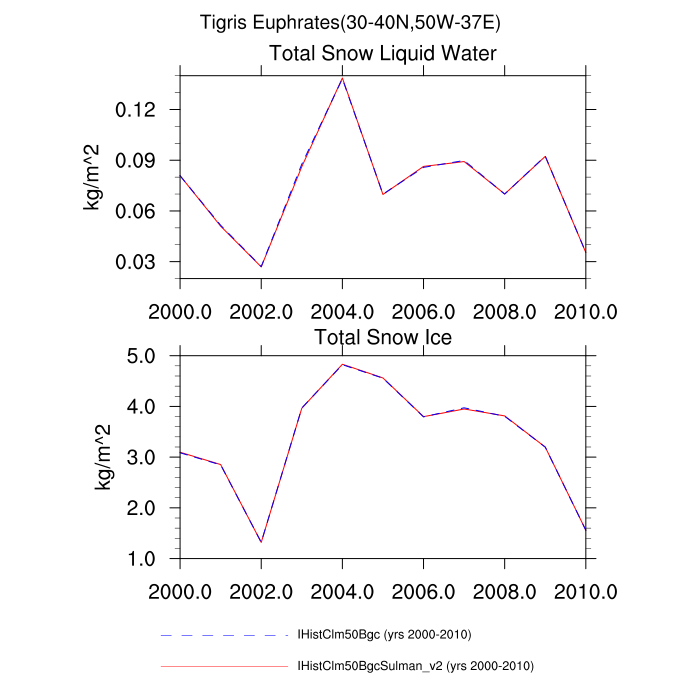 Tigris Euphrates(30-40N,50W-37E)
Total Snow Liquid Water
kg/m^2
0.12
0.09
0.06
0.03
2000.0 2002.0 2004.0 2006.0 2008.0 2010.0
Total Snow Ice
kg/m^2
5.0
4.0
3.0
2.0
1.0
2000.0 2002.0 2004.0 2006.0 2008.0 2010.0
IHistClm50Bgc (yrs 2000-2010)
IHistClm50BgcSulman_v2 (yrs 2000-2010)